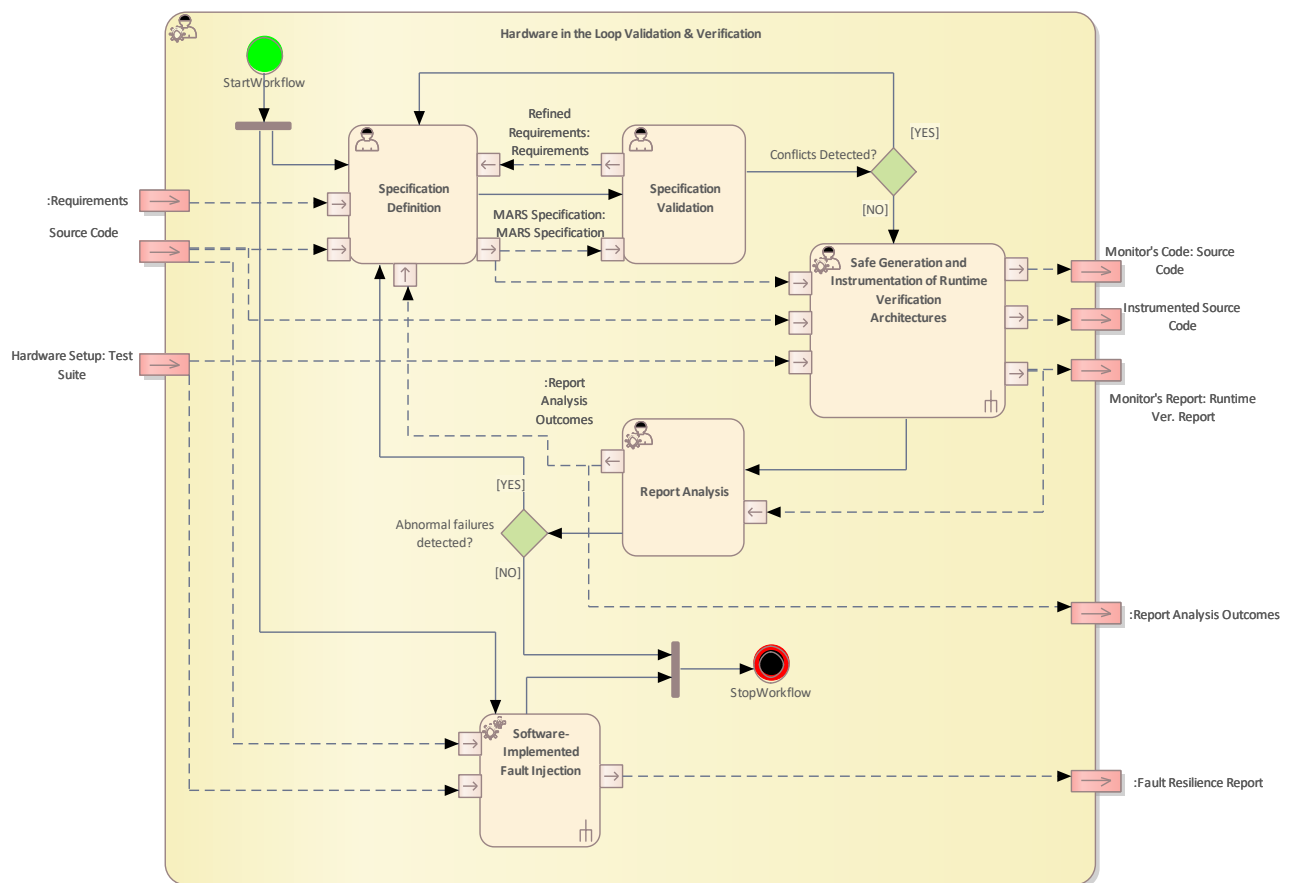 Hardware in the Loop Validation & Verification
StartWorkflow
Refined
Requirements:
Requirements
[YES]
Conflicts Detected?
Specification
Definition
Specification
Validation
:Requirements
[NO]
MARS Specification:
MARS Specification
Source Code
Safe Generation and
Instrumentation of Runtime
Verification
Architectures
Monitor's Code: Source
Code
Instrumented Source
Code
Hardware Setup: Test
Suite
Monitor's Report: Runtime
Ver. Report
:Report
Analysis
Outcomes
[YES]
Report Analysis
Abnormal failures
detected?
[NO]
:Report Analysis Outcomes
StopWorkflow
Software-
Implemented
Fault Injection
:Fault Resilience Report